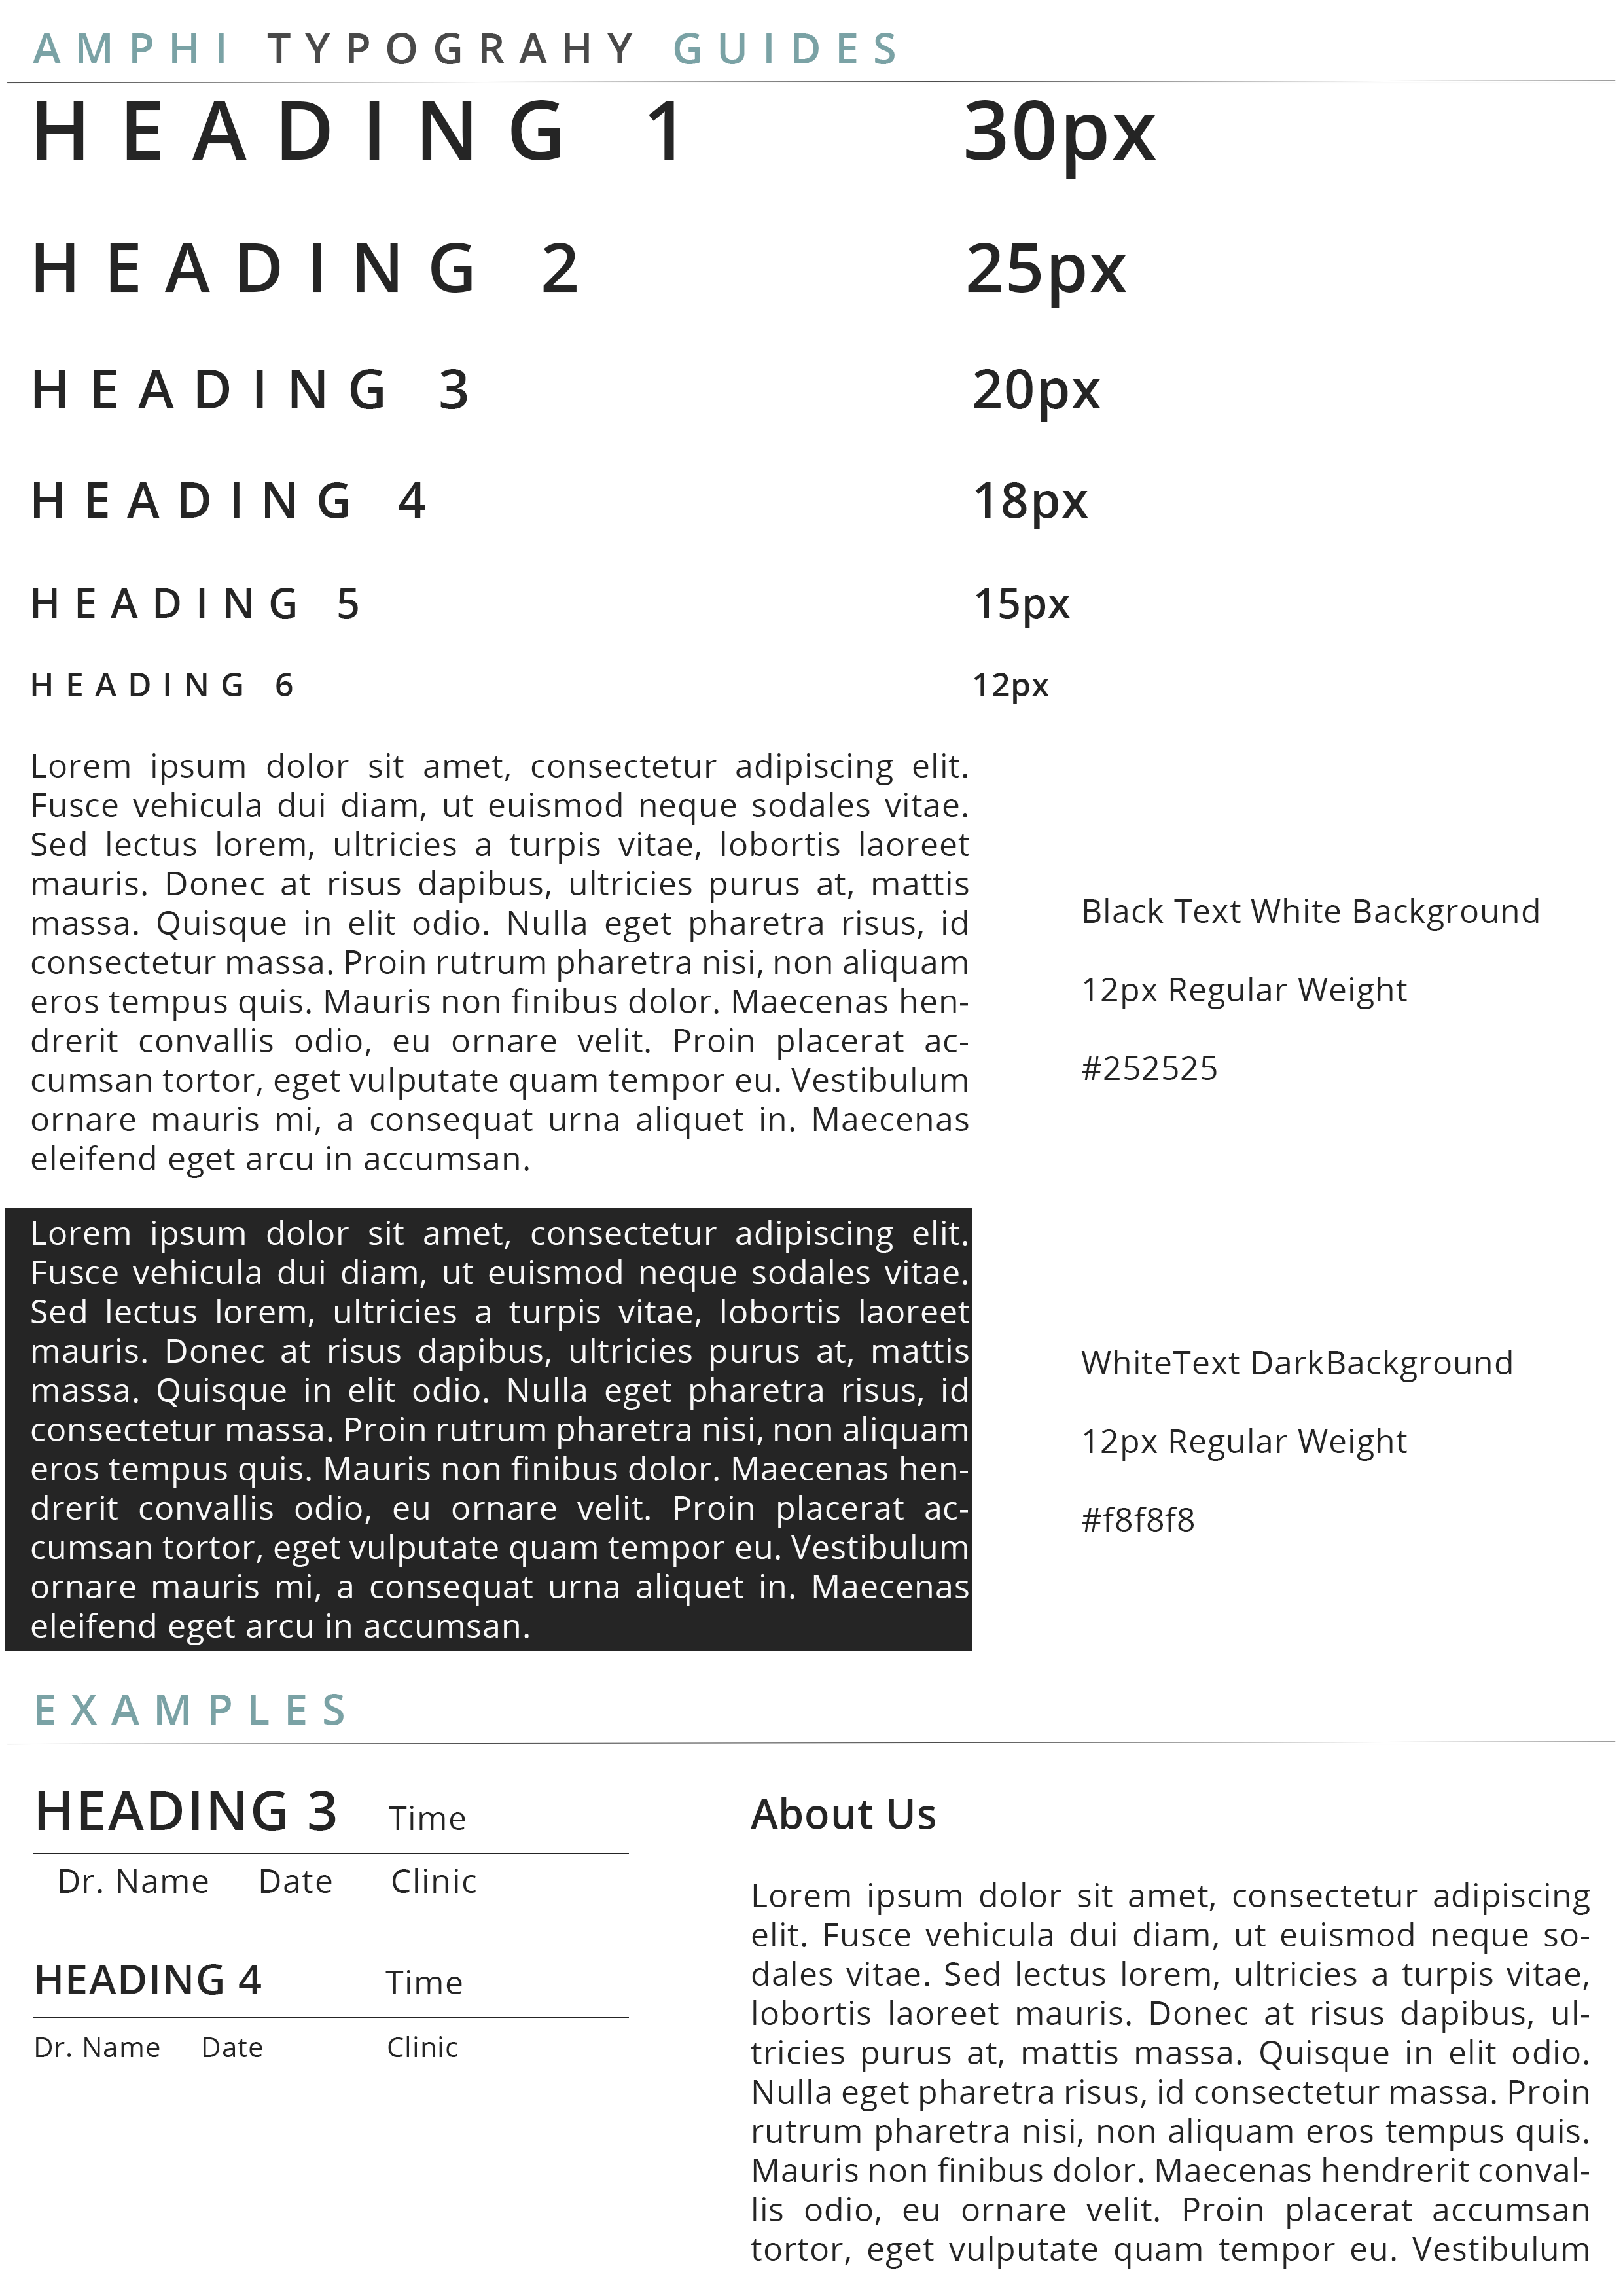 AMPHI TYPOGRAHY GUIDES
HEADING 1 30px
HEADING 2 25px
HEADING 3 20px
HEADING 4 18px
HEADING 5 15px
HEADING 6 12px
Lorem ipsum dolor sit amet, consectetur adipiscing elit.
Fusce vehicula dui diam, ut euismod neque sodales vitae.
Sed lectus lorem, ultricies a turpis vitae, lobortis laoreet
mauris. Donec at risus dapibus, ultricies purus at, mattis
massa. Quisque in elit odio. Nulla eget pharetra risus, id
consectetur massa. Proin rutrum pharetra nisi, non aliquam
eros tempus quis. Mauris non finibus dolor. Maecenas hen-
drerit convallis odio, eu ornare velit. Proin placerat ac-
cumsan tortor, eget vulputate quam tempor eu. Vestibulum
ornare mauris mi, a consequat urna aliquet in. Maecenas
eleifend eget arcu in accumsan.
Black Text White Background
12px Regular Weight
#252525
Lorem ipsum dolor sit amet, consectetur adipiscing elit.
Fusce vehicula dui diam, ut euismod neque sodales vitae.
Sed lectus lorem, ultricies a turpis vitae, lobortis laoreet
mauris. Donec at risus dapibus, ultricies purus at, mattis
massa. Quisque in elit odio. Nulla eget pharetra risus, id
consectetur massa. Proin rutrum pharetra nisi, non aliquam
eros tempus quis. Mauris non finibus dolor. Maecenas hen-
drerit convallis odio, eu ornare velit. Proin placerat ac-
cumsan tortor, eget vulputate quam tempor eu. Vestibulum
ornare mauris mi, a consequat urna aliquet in. Maecenas
eleifend eget arcu in accumsan.
WhiteText DarkBackground
12px Regular Weight
#f8f8f8
EXAMPLES
HEADING 3 Time
Dr. Name Date Clinic
HEADING 4 Time
Dr. Name Date Clinic
About Us
Lorem ipsum dolor sit amet, consectetur adipiscing
elit. Fusce vehicula dui diam, ut euismod neque so-
dales vitae. Sed lectus lorem, ultricies a turpis vitae,
lobortis laoreet mauris. Donec at risus dapibus, ul-
tricies purus at, mattis massa. Quisque in elit odio.
Nulla eget pharetra risus, id consectetur massa. Proin
rutrum pharetra nisi, non aliquam eros tempus quis.
Mauris non finibus dolor. Maecenas hendrerit conval-
lis odio, eu ornare velit. Proin placerat accumsan
tortor, eget vulputate quam tempor eu. Vestibulum